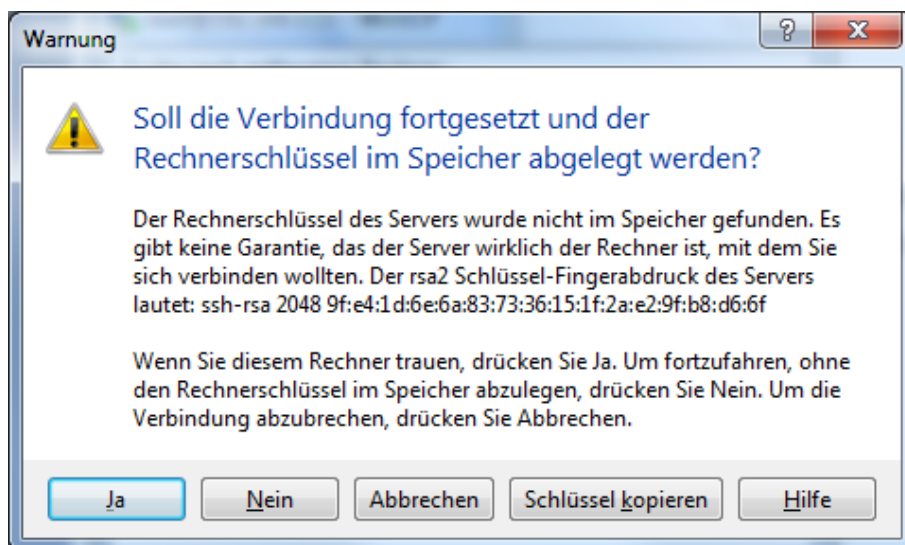 Warnung
Soll die Verbindung fortgesetzt und der
Rechnerschlüssel im Speicher abgelegt werden?
Der Rechnerschlüssel des Servers wurde nicht im Speicher gefunden. Es
gibt keine Garantie, das der Server wirklich der Rechner ist, mit dem Sie
sich verbinden wollten. Der rsa2 Schlüssel-Fingerabdruck des Servers
lautet: ssh-rsa 2048 9f:e4:1d:6e:6a:83:73:36:15:1f:2a:e2:9f:b8:d6:6f
Wenn Sie diesem Rechner trauen, drücken Sie Ja. Um fortzufahren, ohne
den Rechnerschlüssel im Speicher abzulegen, drücken Sie Nein. Um die
Verbindung abzubrechen, drücken Sie Abbrechen.
Ja Nein Abbrechen Schlüssel kopieren Hilfe